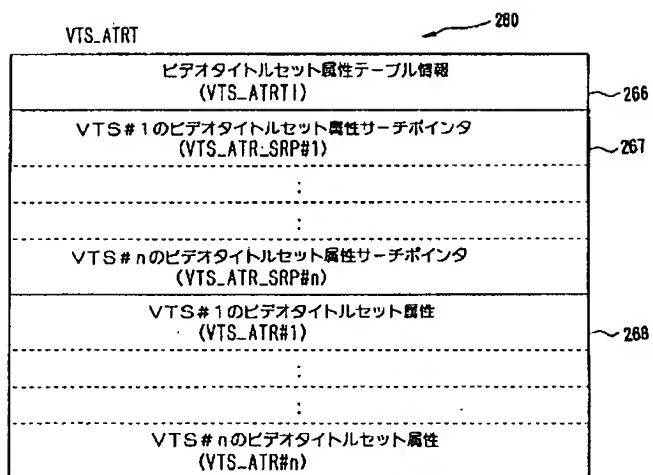 VTS_ATRT
280
ビデオタイトルセット属性テーブル情報
(VTS_ATRTI)
266
VTS#1のビデオタイトルセット属性サーチポインタ
(VTS_ATR_SRP#1)
267
:
:
VTS#nのビデオタイトルセット属性サーチポインタ
(VTS_ATR_SRP#n)
VTS#1のビデオタイトルセット属性
(VTS_ATR#1)
268
:
:
VTS#nのビデオタイトルセット属性
(VTS_ATR#n)